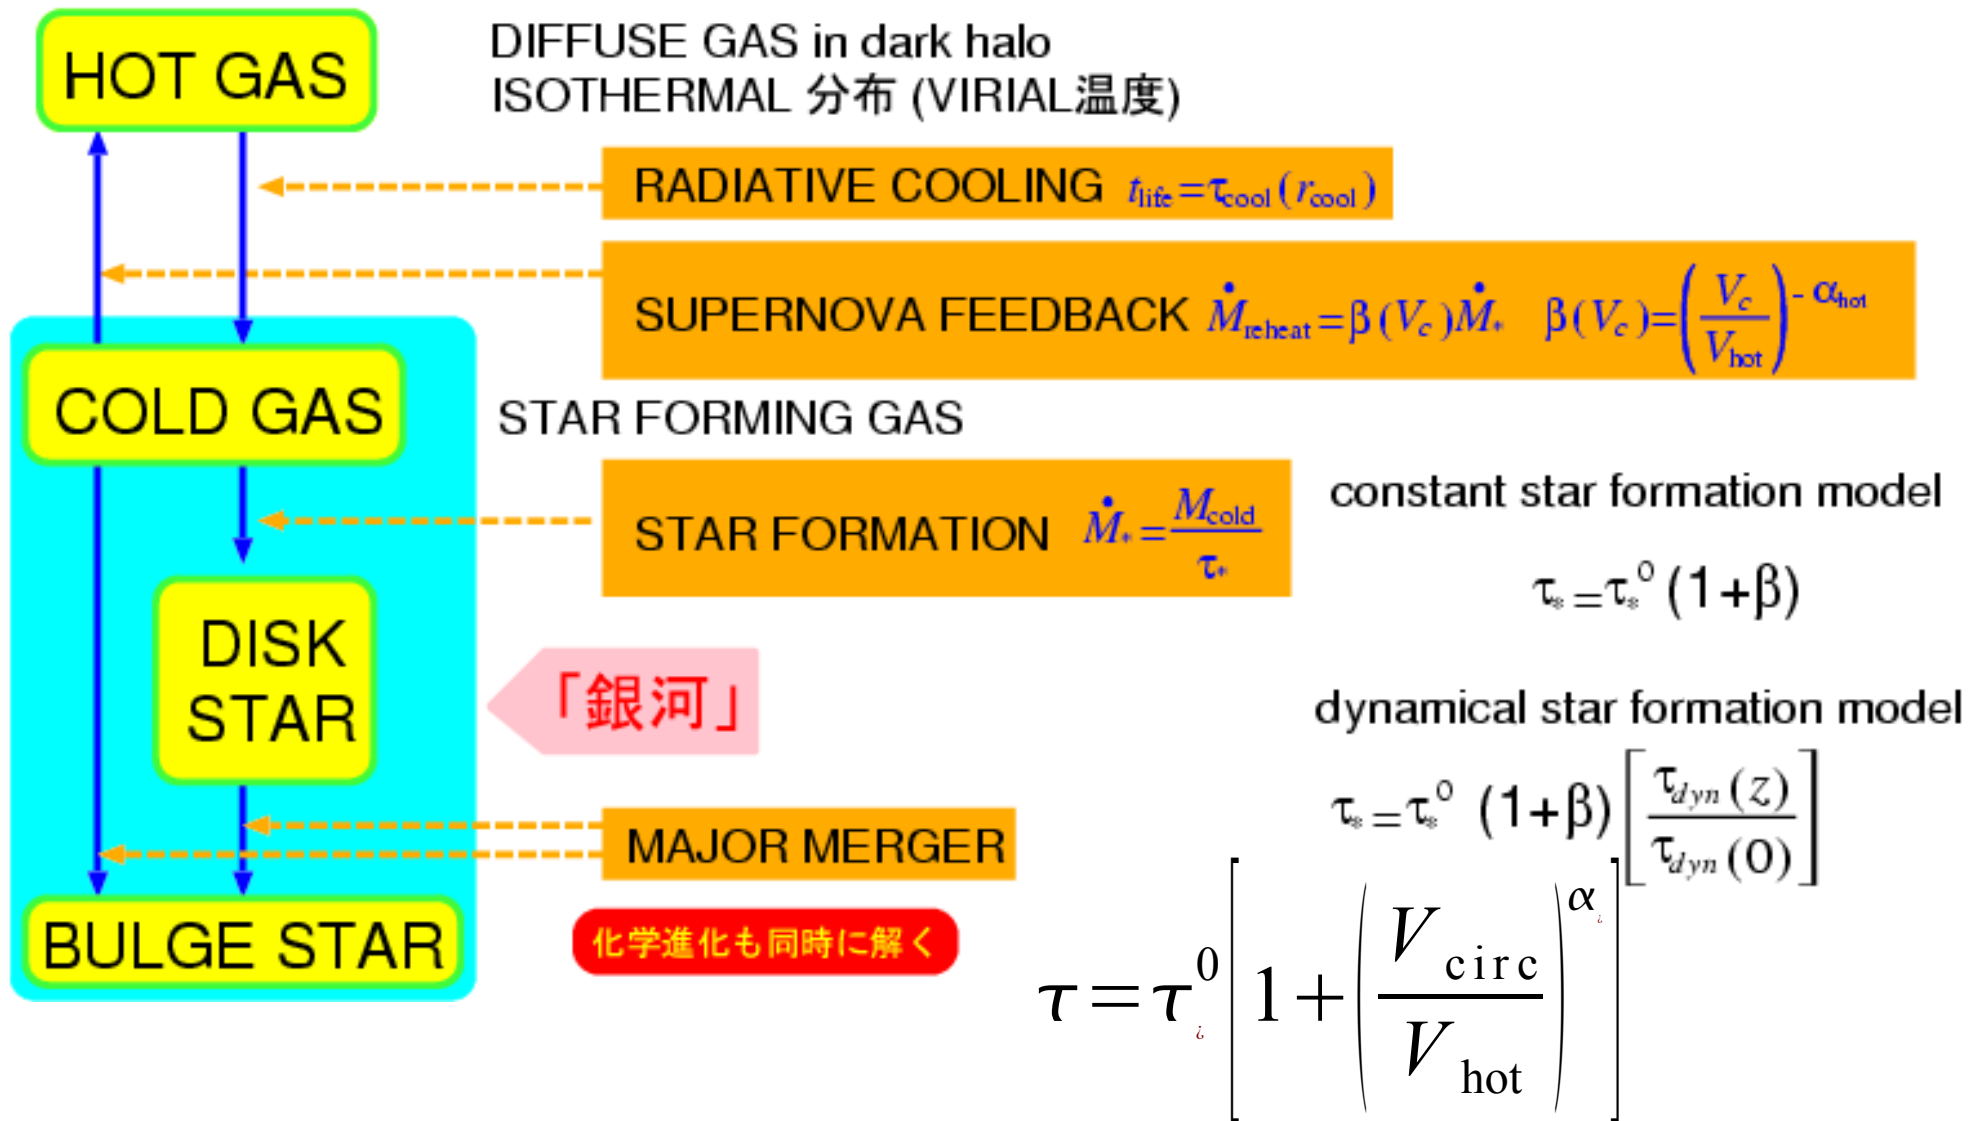 HOT GAS
DIFFUSE GAS in dark halo
ISOTHERMAL 分布 (VIRIAL温度)
RADIATIVE COOLING t_life=τ_cool(r_cool)
SUPERNOVA FEEDBACK Ṁ_reheat=β(V_c)Ṁ_* β(V_c)=(V_c/V_hot)^-α_hot
COLD GAS
STAR FORMING GAS
STAR FORMATION Ṁ_*=M_cold/τ_*
constant star formation model
τ_*=τ_*^0(1+β)
DISK
STAR
「銀河」
dynamical star formation model
τ_*=τ_*^0 (1+β)[τ_dyn(z)/τ_dyn(0)]
MAJOR MERGER
BULGE STAR
化学進化も同時に解く
τ=τ_¿^0[1+(V_circ/V_hot)^α_¿]